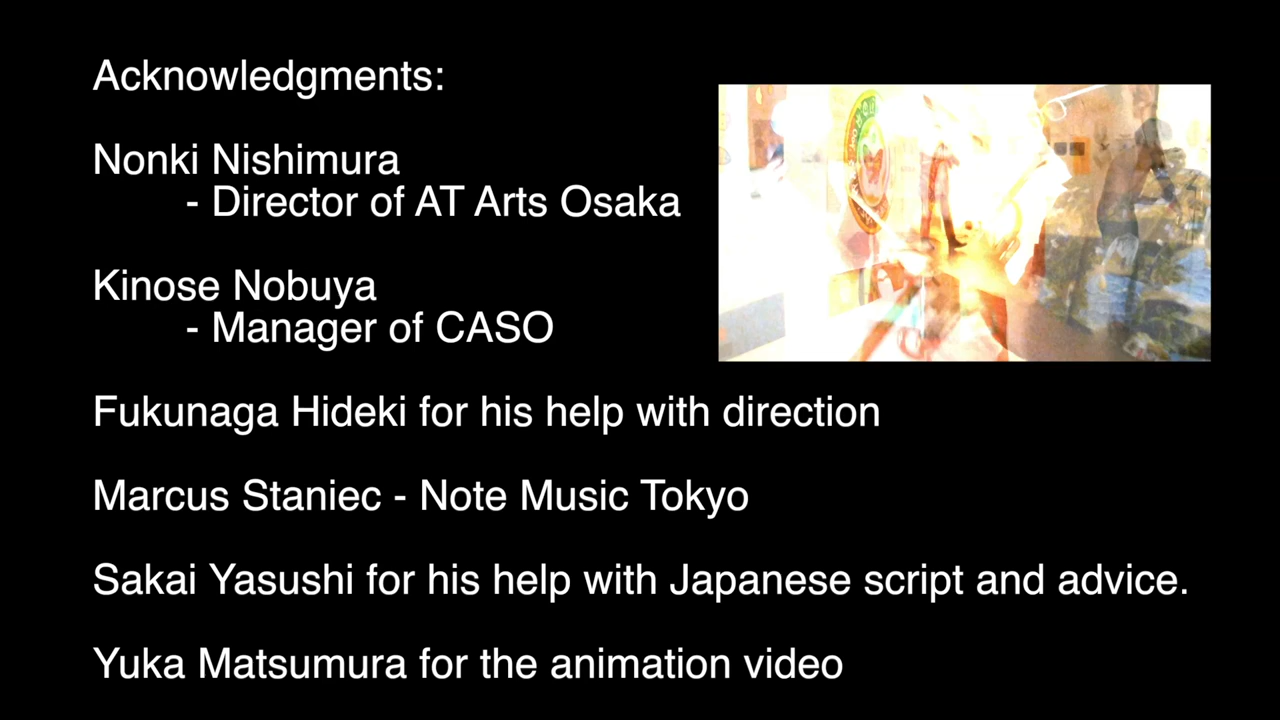 Acknowledgments:
Nonki Nishimura
- Director of AT Arts Osaka
Kinose Nobuya
- Manager of CASO
Fukunaga Hideki for his help with direction
Marcus Staniec - Note Music Tokyo
Sakai Yasushi for his help with Japanese script and advice.
Yuka Matsumura for the animation video